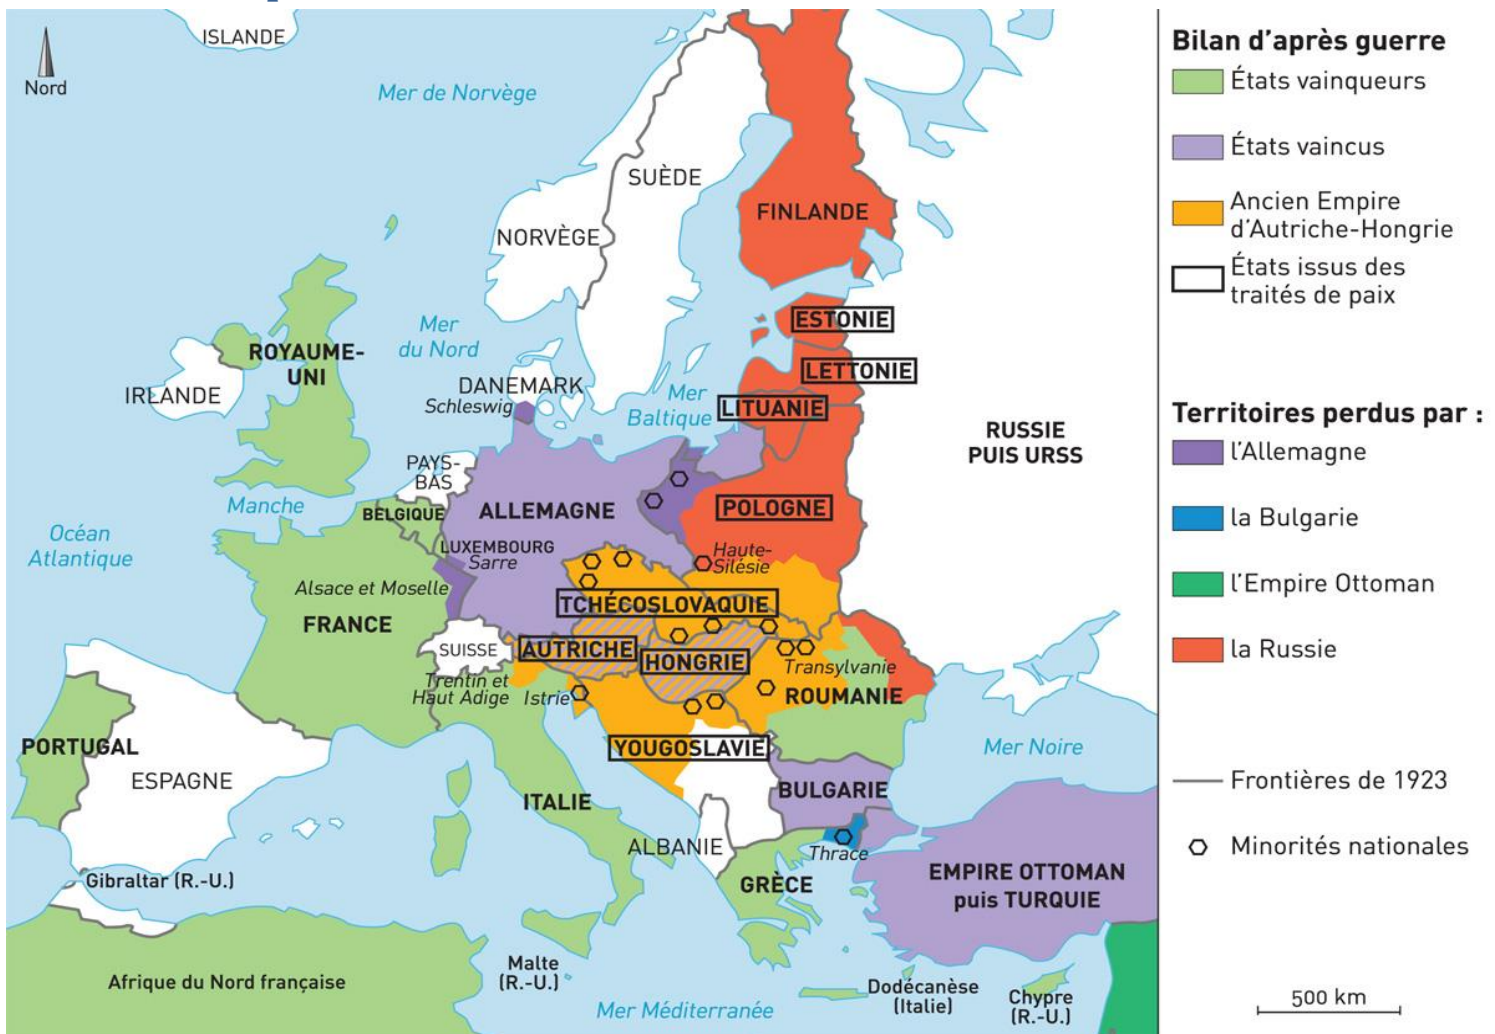 ISLANDE
Nord
Mer de Norvège
SUÈDE
FINLANDE
NORVÈGE
ESTONIE
Mer
du Nord
ROYAUME-
UNI
LETTONIE
IRLANDE
DANEMARK
Schleswig
Mer
Baltique
LITUANIE
RUSSIE
PUIS URSS
PAYS-
BAS
Manche
BELGIQUE
ALLEMAGNE
POLOGNE
Océan
Atlantique
LUXEMBOURG
Sarre
Haute-
Silésie
Alsace et Moselle
FRANCE
TCHÉCOSLOVAQUIE
SUISSE
AUTRICHE
HONGRIE
Transylvanie
Trentin et
Haut Adige
Istrie
ROUMANIE
PORTUGAL
ESPAGNE
YOUGOSLAVIE
Mer Noire
ITALIE
BULGARIE
ALBANIE
Thrace
Gibraltar (R.-U.)
GRÈCE
EMPIRE OTTOMAN
puis TURQUIE
Afrique du Nord française
Malte
(R.-U.)
Mer Méditerranée
Dodécanèse
(Italie)
Chypre
(R.-U.)
Bilan d'après guerre
États vainqueurs
États vaincus
Ancien Empire
d'Autriche-Hongrie
États issus des
traités de paix
Territoires perdus par :
l'Allemagne
la Bulgarie
l'Empire Ottoman
la Russie
Frontières de 1923
Minorités nationales
500 km